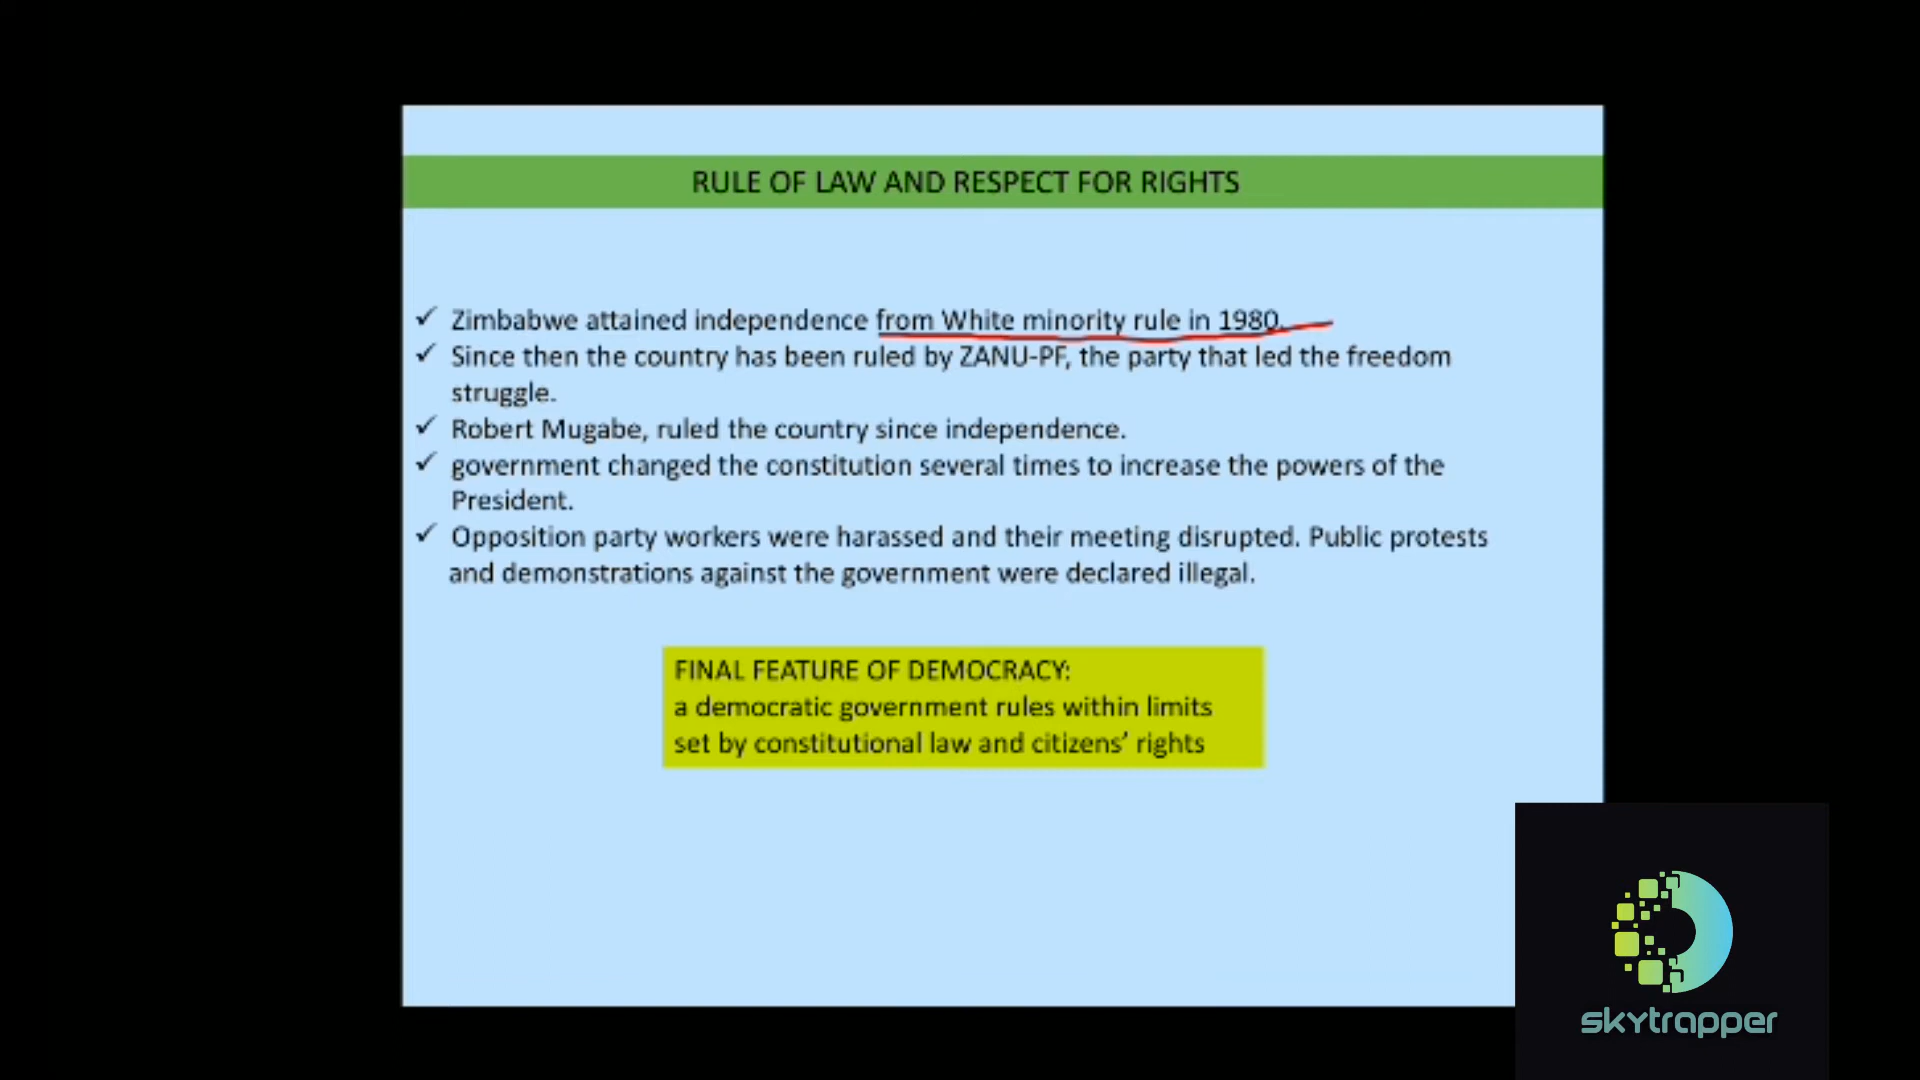 RULE OF LAW AND RESPECT FOR RIGHTS
✓ Zimbabwe attained independence from White minority rule in 1980.
✓ Since then the country has been ruled by ZANU-PF, the party that led the freedom
struggle.
✓ Robert Mugabe, ruled the country since independence.
✓ government changed the constitution several times to increase the powers of the
President.
✓ Opposition party workers were harassed and their meeting disrupted. Public protests
and demonstrations against the government were declared illegal.
FINAL FEATURE OF DEMOCRACY:
a democratic government rules within limits
set by constitutional law and citizens’ rights
skytrapper